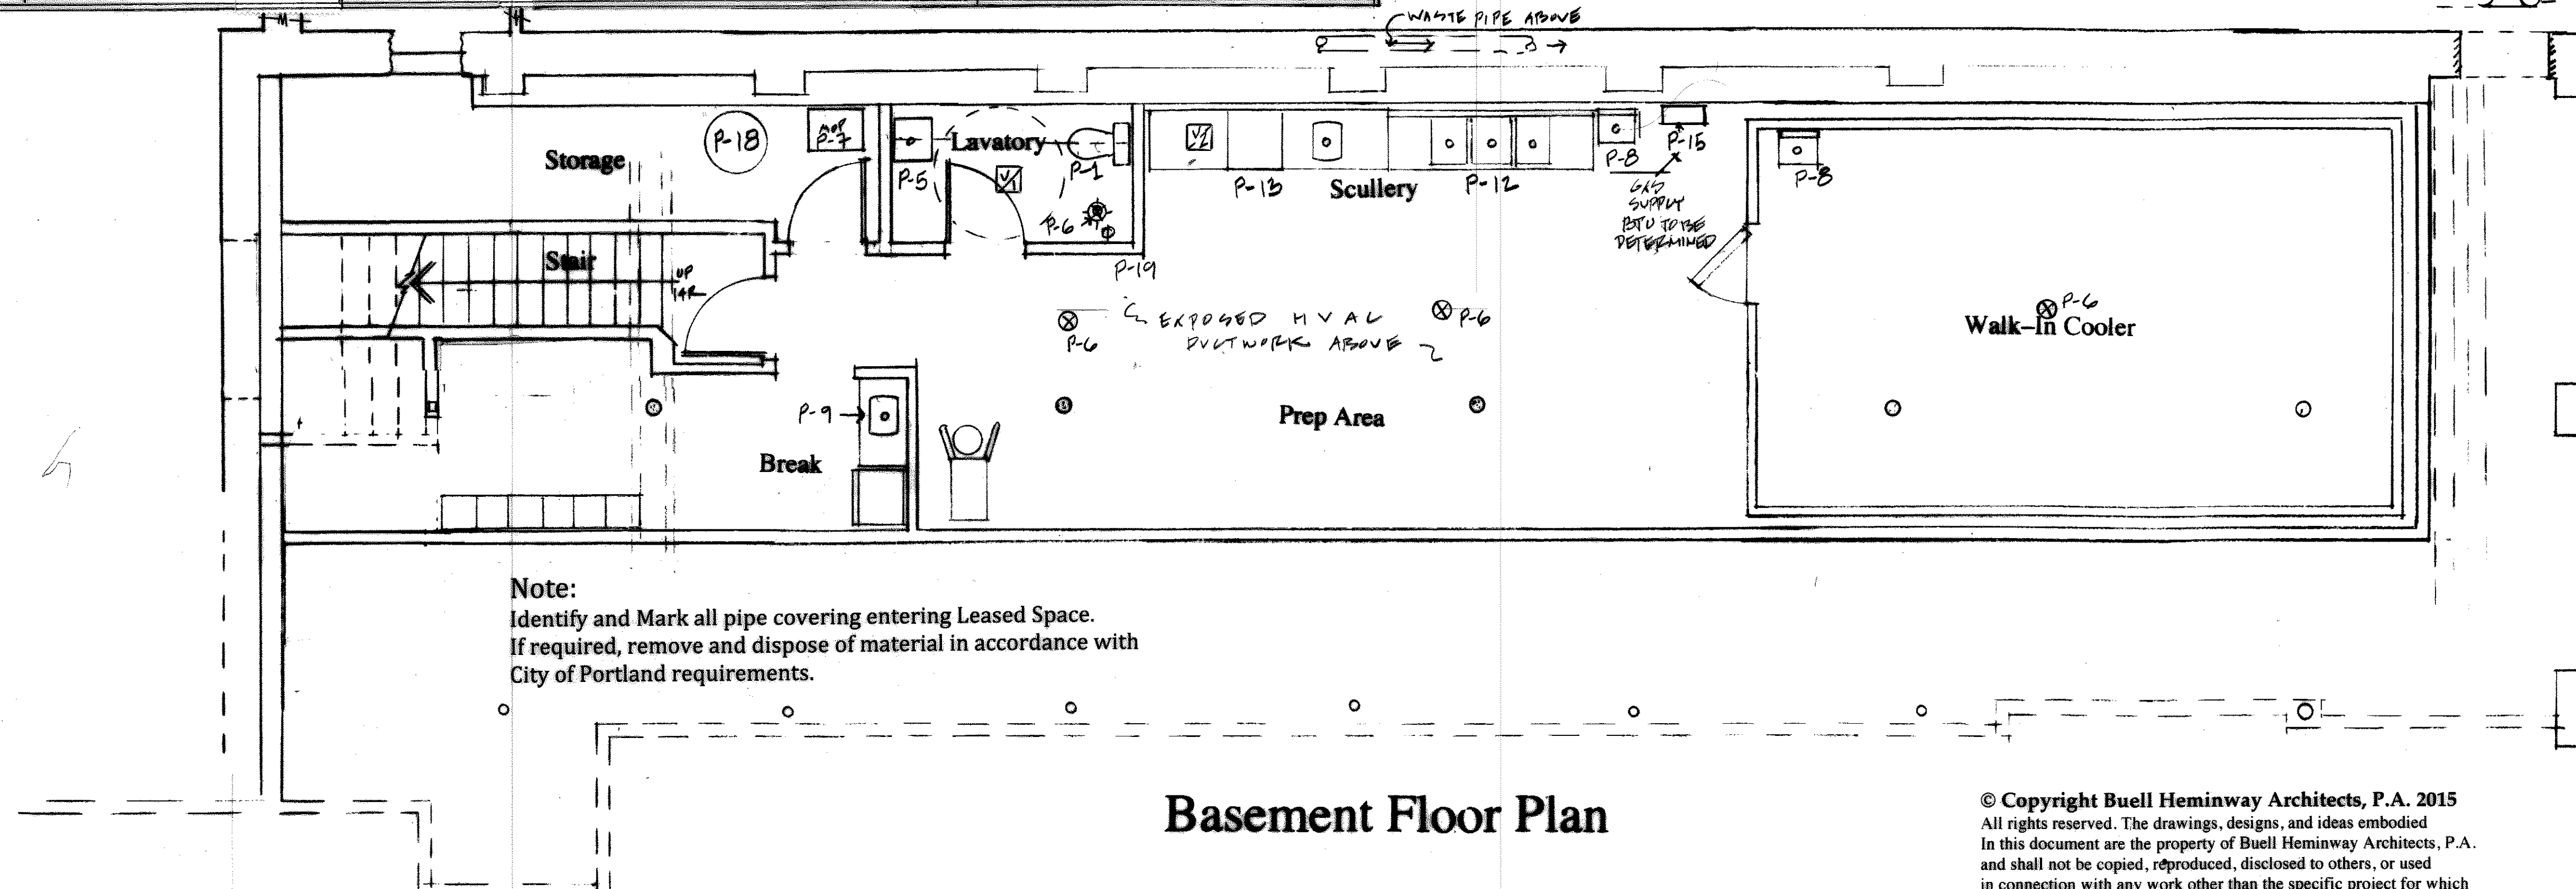 WASTE PIPE ABOVE
P-18
MOP
P-7
Lavatory
Storage
P-5
V/1
P-1
P-6
V/2
P-13
Scullery
P-12
P-8
P-15
GAS
SUPPLY
BTU TO BE
DETERMINED
P-8
Stair
UP
14R
P-19
EXPOSED HVAC
DUCTWORK ABOVE
P-6
P-6
P-6
Walk-In Cooler
P-9
Prep Area
Break
Note:
Identify and Mark all pipe covering entering Leased Space.
If required, remove and dispose of material in accordance with
City of Portland requirements.
Basement Floor Plan
© Copyright Buell Heminway Architects, P.A. 2015
All rights reserved. The drawings, designs, and ideas embodied
In this document are the property of Buell Heminway Architects, P.A.
and shall not be copied, reproduced, disclosed to others, or used
in connection with any work other than the specific project for which